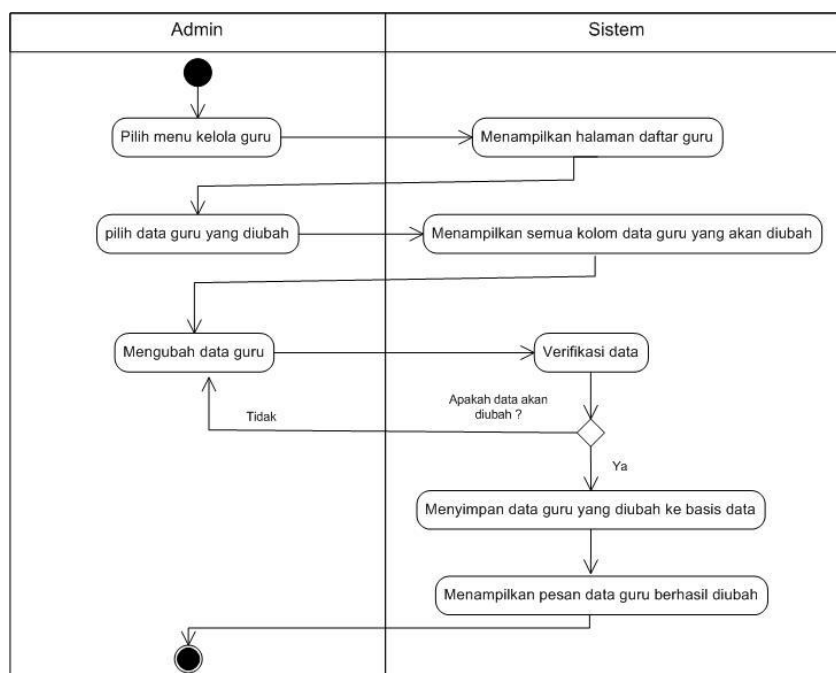 Admin
Sistem
Pilih menu kelola guru
Menampilkan halaman daftar guru
pilih data guru yang diubah
Menampilkan semua kolom data guru yang akan diubah
Mengubah data guru
Verifikasi data
Apakah data akan
diubah ?
Tidak
Ya
Menyimpan data guru yang diubah ke basis data
Menampilkan pesan data guru berhasil diubah